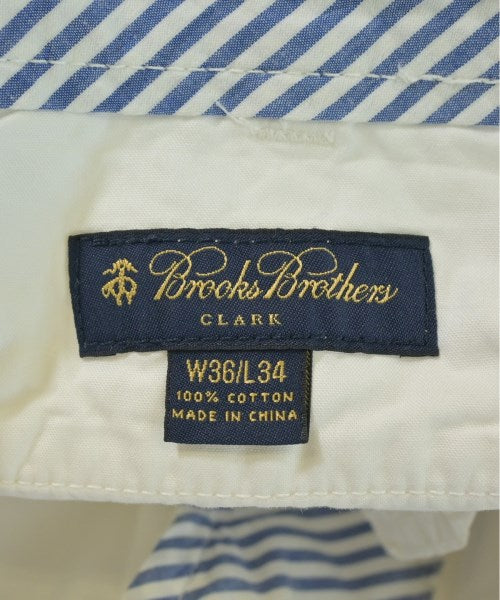 Brooks Brothers
CLARK
W36/L34
100% COTTON
MADE IN CHINA